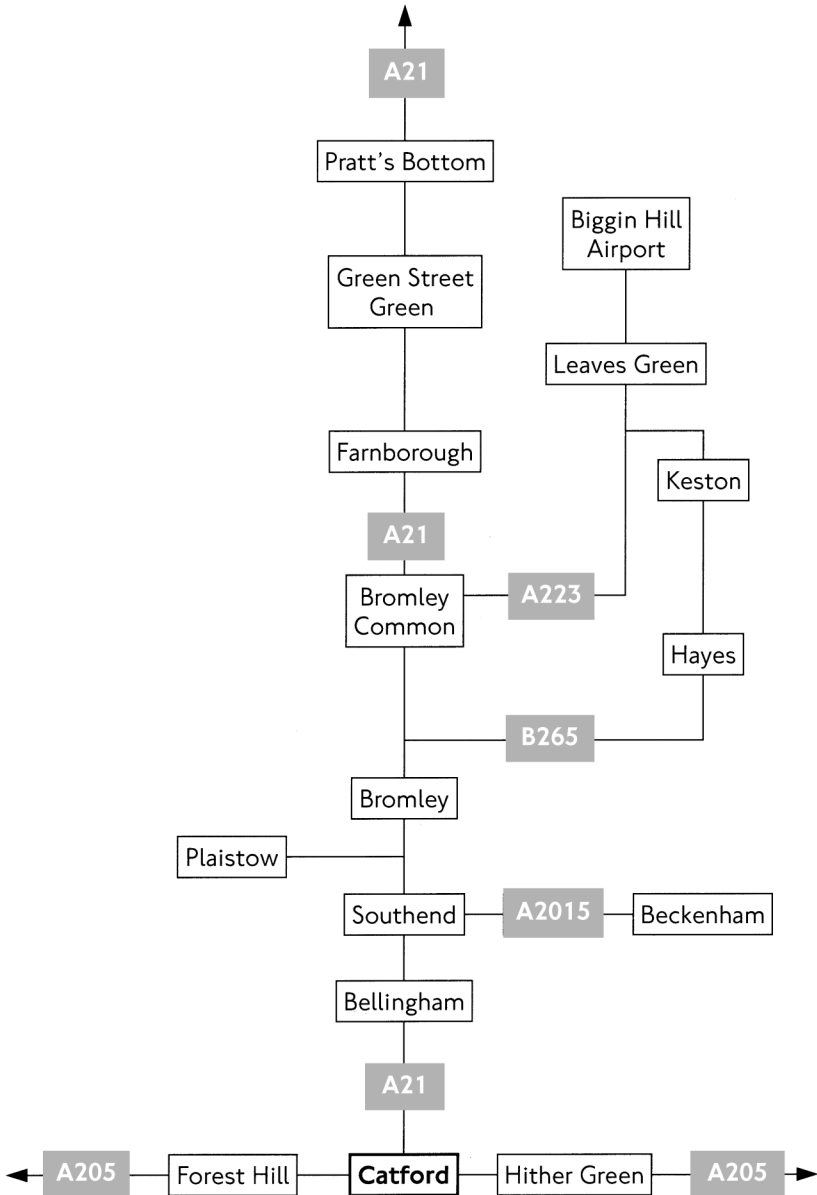 A21
Pratt's Bottom
Biggin Hill
Airport
Green Street
Green
Leaves Green
Farnborough
Keston
A21
Bromley
Common
A223
Hayes
B265
Bromley
Plaistow
Southend
A2015
Beckenham
Bellingham
A21
A205
Forest Hill
Catford
Hither Green
A205